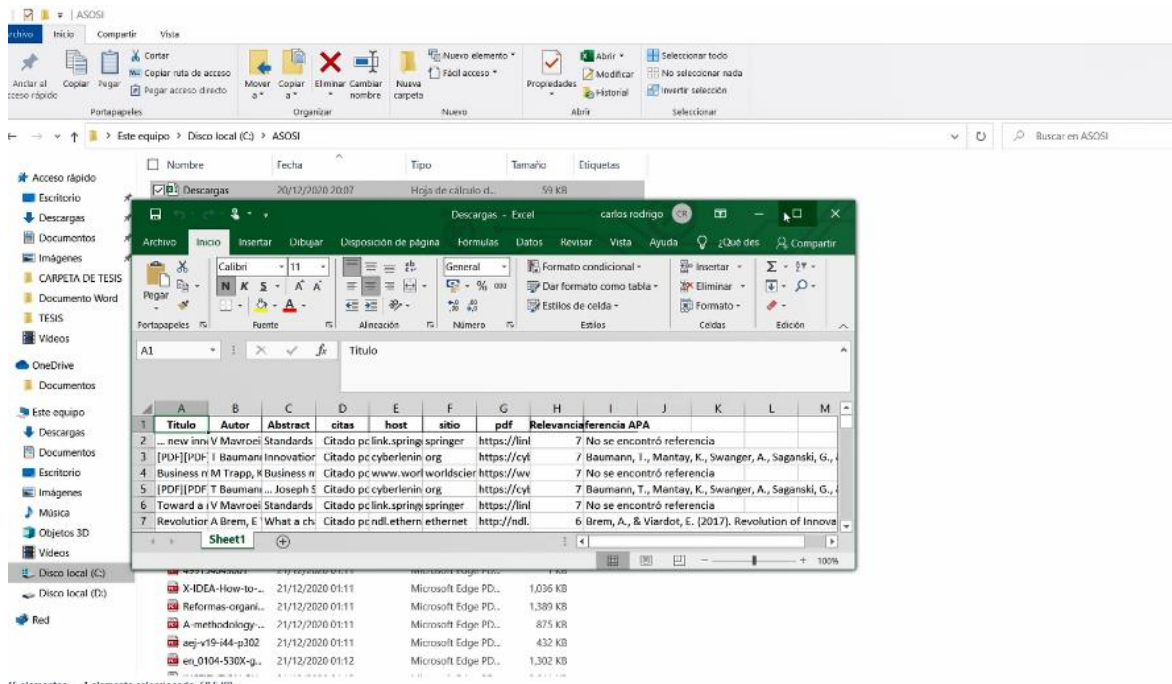 ASOSI
Inicio Compartir Vista
Cortar
Copiar ruta de acceso
Pegar acceso directo
Anclar al
Copiar Pegar
Mover a Copiar a Eliminar Cambiar nombre
Nueva carpeta
Nuevo elemento
Fácil acceso
Propiedades
Abrir
Modificar
Historial
Seleccionar todo
No seleccionar nada
Invertir selección
Portapapeles Organizar Nuevo Abrir Seleccionar
Este equipo > Disco local (C:) > ASOSI
Buscar en ASOSI
Nombre Fecha Tipo Tamaño Etiquetas
Descargas 20/12/2020 20:07 Hoja de cálculo d... 59 KB
Acceso rápido
Escritorio
Descargas
Documentos
Imágenes
CARPETA DE TESIS
Documento Word
TESIS
Vídeos
OneDrive
Documentos
Este equipo
Descargas
Documentos
Escritorio
Imágenes
Música
Objetos 3D
Vídeos
Disco local (C:)
Disco local (D:)
Red
Descargas - Excel carlos rodrigo CR
Archivo Inicio Insertar Dibujar Disposición de página Fórmulas Datos Revisar Vista Ayuda ¿Qué des Compartir
Pegar
Calibri 11
N K S
General
% 000
Formato condicional
Dar formato como tabla
Estilos de celda
Insertar
Eliminar
Formato
Portapapeles Fuente Alineación Número Estilos Celdas Edición
A1 fx Titulo
A B C D E F G H I J K L M
1 Titulo Autor Abstract citas host sitio pdf Relevancia ferencia APA
2 ... new inn V Mavroei Standards Citado po link.spring springer https://linl 7 No se encontró referencia
3 [PDF][PDF T Bauman Innovation Citado po cyberlenin org https://cyl 7 Baumann, T., Mantay, K., Swanger, A., Saganski, G., &
4 Business m M Trapp, K Business m Citado po www.worl worldscier https://wv 7 No se encontró referencia
5 [PDF][PDF T Bauman ... Joseph S Citado po cyberlenin org https://cyl 7 Baumann, T., Mantay, K., Swanger, A., Saganski, G., &
6 Toward a V Mavroei Standards Citado po link.spring springer https://linl 7 No se encontró referencia
7 Revolution A Brem, E What a ch Citado po ndl.ethern ethernet http://ndl. 6 Brem, A., & Viardot, E. (2017). Revolution of Innova
Sheet1
100%
X-IDEA-How-to-... 21/12/2020 01:11 Microsoft Edge PD... 1,036 KB
Reformas-organi... 21/12/2020 01:11 Microsoft Edge PD... 1,389 KB
A-methodology-... 21/12/2020 01:11 Microsoft Edge PD... 875 KB
aej-v19-i44-p302 21/12/2020 01:11 Microsoft Edge PD... 432 KB
en_0104-530X-g... 21/12/2020 01:12 Microsoft Edge PD... 1,302 KB